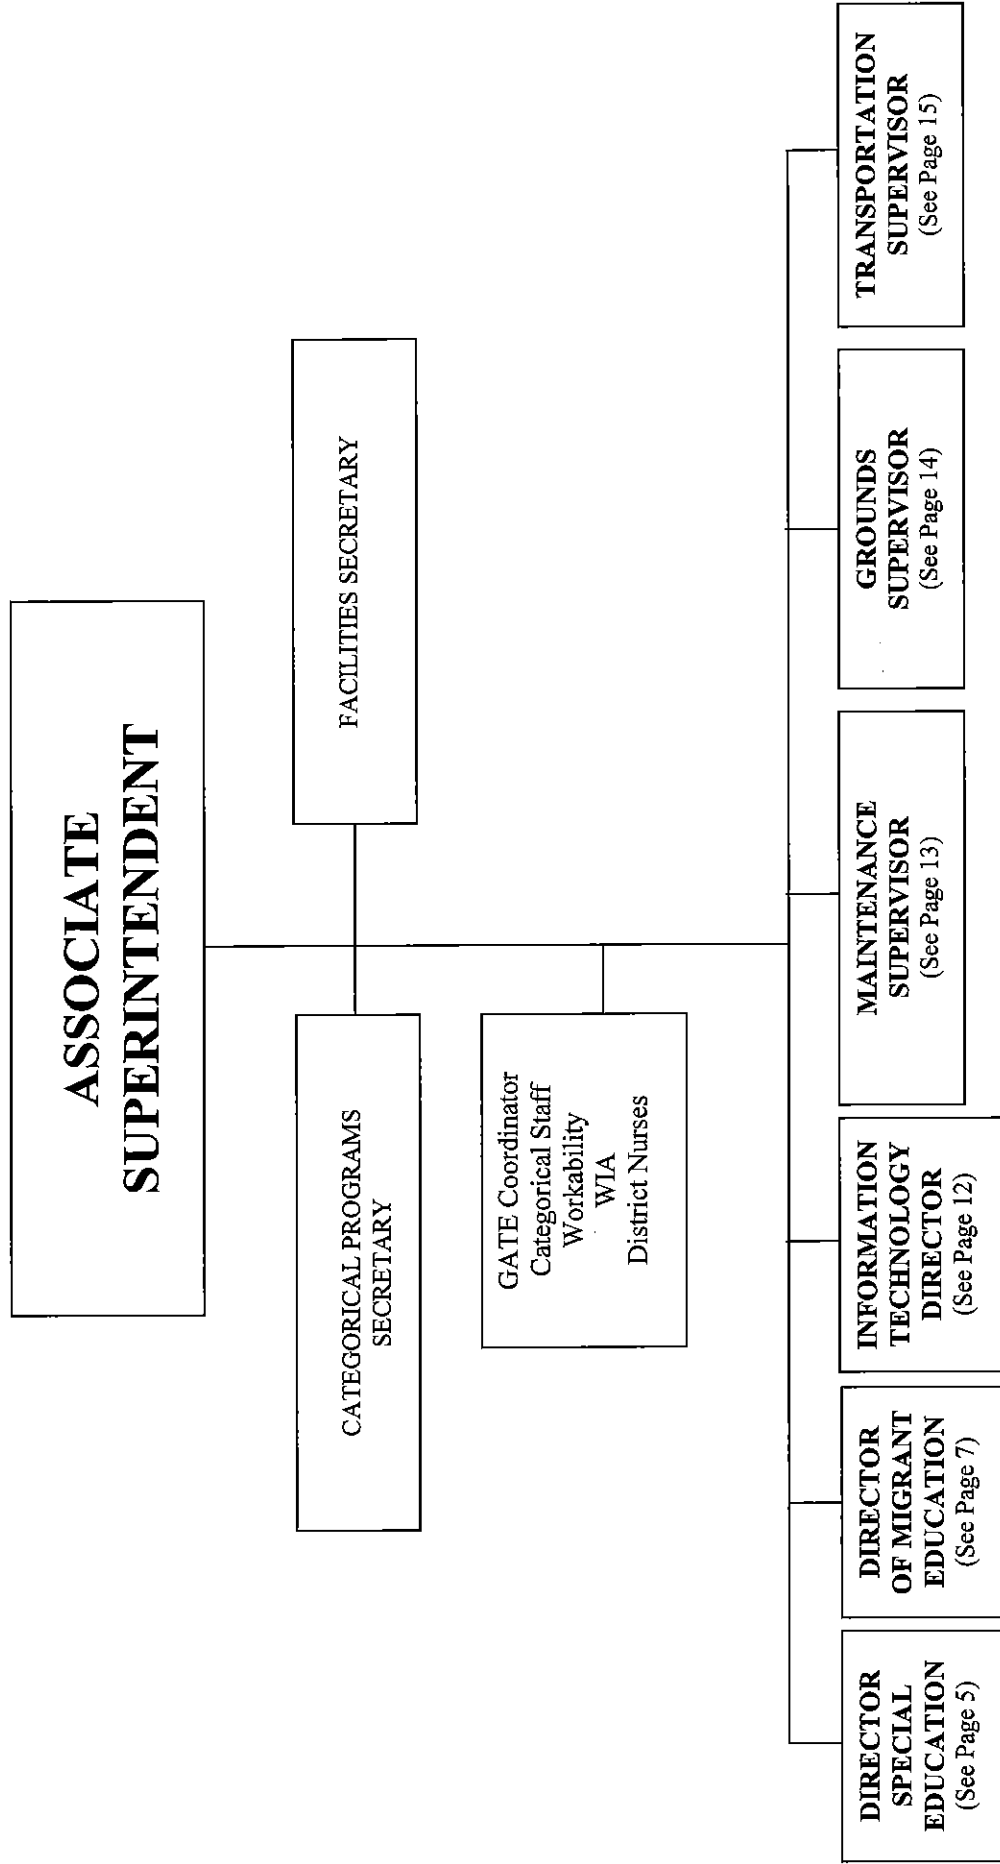 ASSOCIATE
SUPERINTENDENT
CATEGORICAL PROGRAMS
SECRETARY
FACILITIES SECRETARY
GATE Coordinator
Categorical Staff
Workability
WIA
District Nurses
DIRECTOR
SPECIAL
EDUCATION
(See Page 5)
DIRECTOR
OF MIGRANT
EDUCATION
(See Page 7)
INFORMATION
TECHNOLOGY
DIRECTOR
(See Page 12)
MAINTENANCE
SUPERVISOR
(See Page 13)
GROUNDS
SUPERVISOR
(See Page 14)
TRANSPORTATION
SUPERVISOR
(See Page 15)